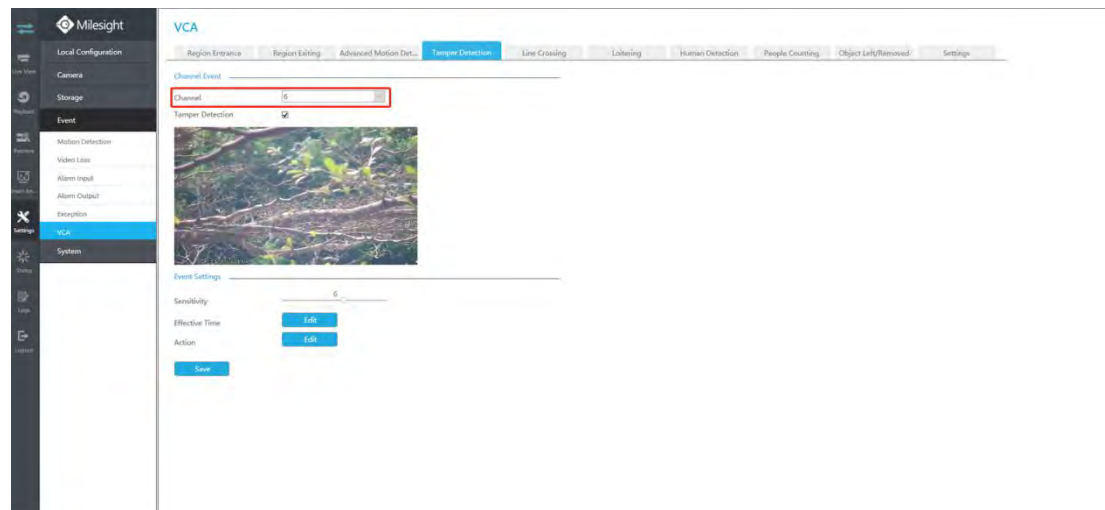 Milesight
VCA
Local Configuration
Camera
Storage
Event
Motion Detection
Video Loss
Alarm Input
Alarm Output
Exception
VCA
System
Live View
Playback
Retrieve
Settings
Status
Logs
Logout
Region Entrance Region Exiting Advanced Motion Det... Tamper Detection Line Crossing Loitering Human Detection People Counting Object Left/Removed Settings
Channel Event
Channel 6
Tamper Detection
Event Settings
Sensitivity 6
Effective Time Edit
Action Edit
Save